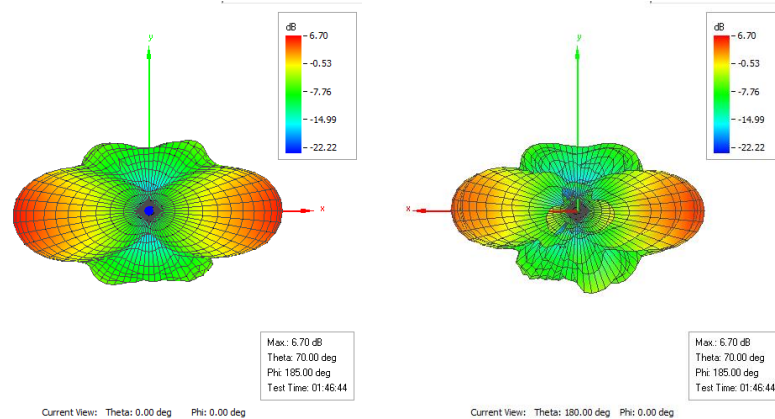 dB
6.70
-0.53
-7.76
-14.99
-22.22
y
x
Max.: 6.70 dB
Theta: 70.00 deg
Phi: 185.00 deg
Test Time: 01:46:44
Current View: Theta: 0.00 deg Phi: 0.00 deg
dB
6.70
-0.53
-7.76
-14.99
-22.22
y
x
Max.: 6.70 dB
Theta: 70.00 deg
Phi: 185.00 deg
Test Time: 01:46:44
Current View: Theta: 180.00 deg Phi: 0.00 deg